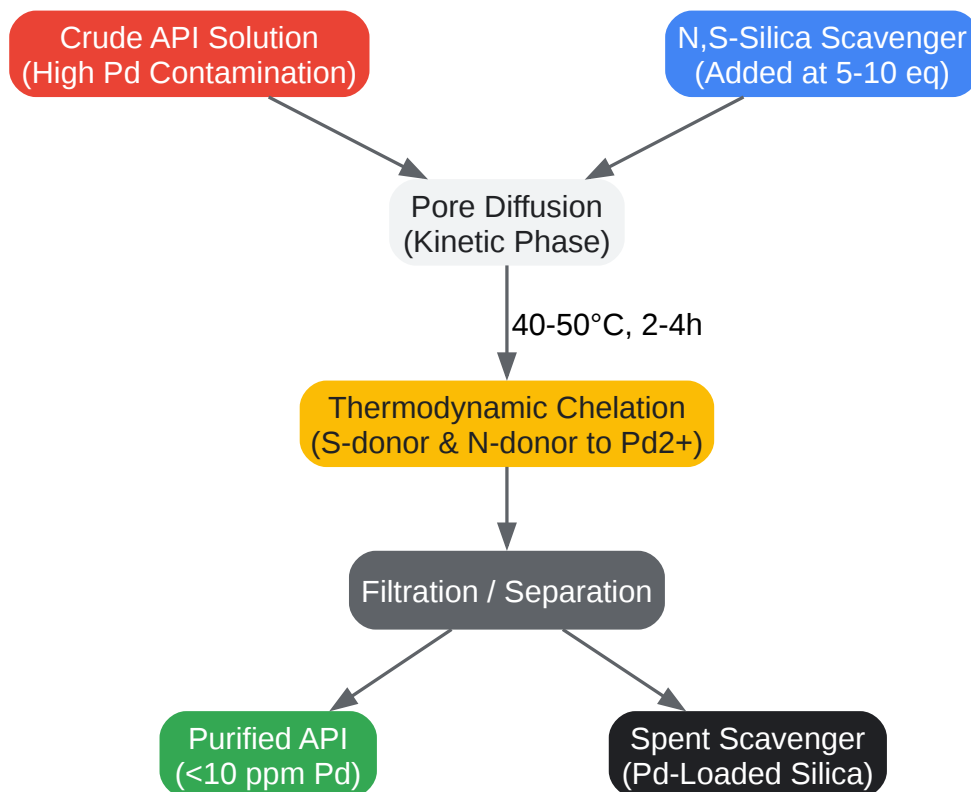 Crude API Solution
(High Pd Contamination)
N,S-Silica Scavenger
(Added at 5-10 eq)
Pore Diffusion
(Kinetic Phase)
40-50°C, 2-4h
Thermodynamic Chelation
(S-donor & N-donor to Pd2+)
Filtration / Separation
Purified API
(<10 ppm Pd)
Spent Scavenger
(Pd-Loaded Silica)